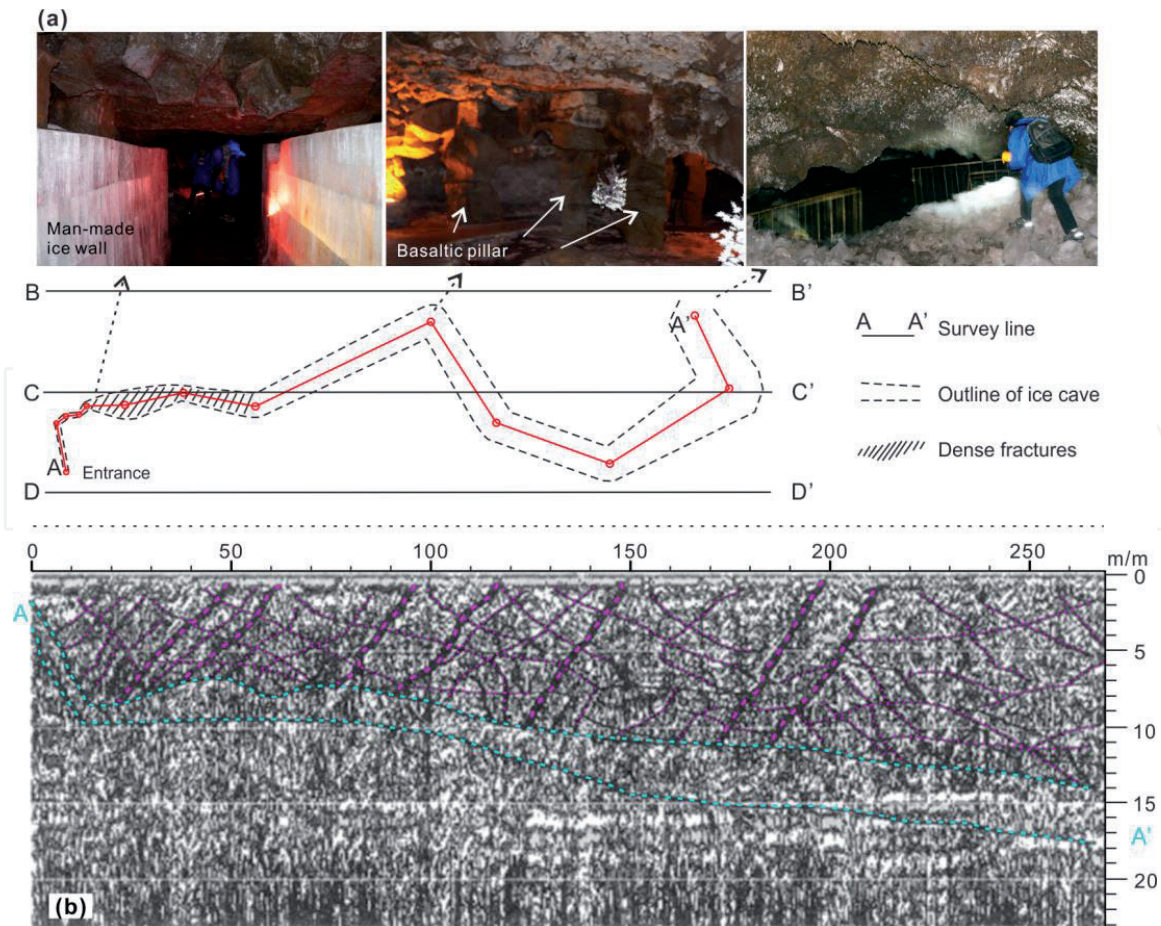 (a)
Man-made
ice wall
Basaltic pillar
B B'
A A' Survey line
A'
C C'
Outline of ice cave
Dense fractures
A Entrance
D D'
0 50 100 150 200 250 m/m
0
A
5
10
15
A'
20
(b)